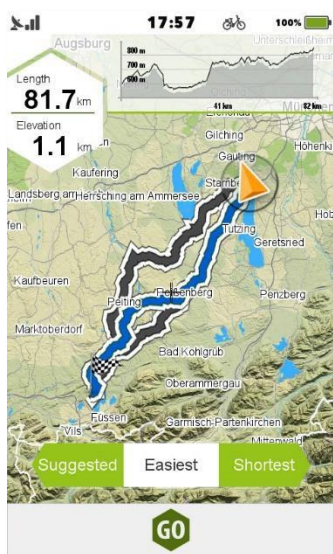 17:57
100%
Augsburg
Unterschleißheim
800 m
700 m
600 m
Length
81.7 km
41 km
82 km
Elevation
1.1 km
Gilching
Gauting
Kaufering
Landsberg am
Herrsching am Ammersee
Tutzing
Geretsried
Kaufbeuren
Peiting
Peißenberg
Penzberg
Marktoberdorf
Bad Kohlgrub
Oberammergau
Füssen
Vils
Garmisch-Partenkirchen
Mittenwald
Suggested
Easiest
Shortest
GO